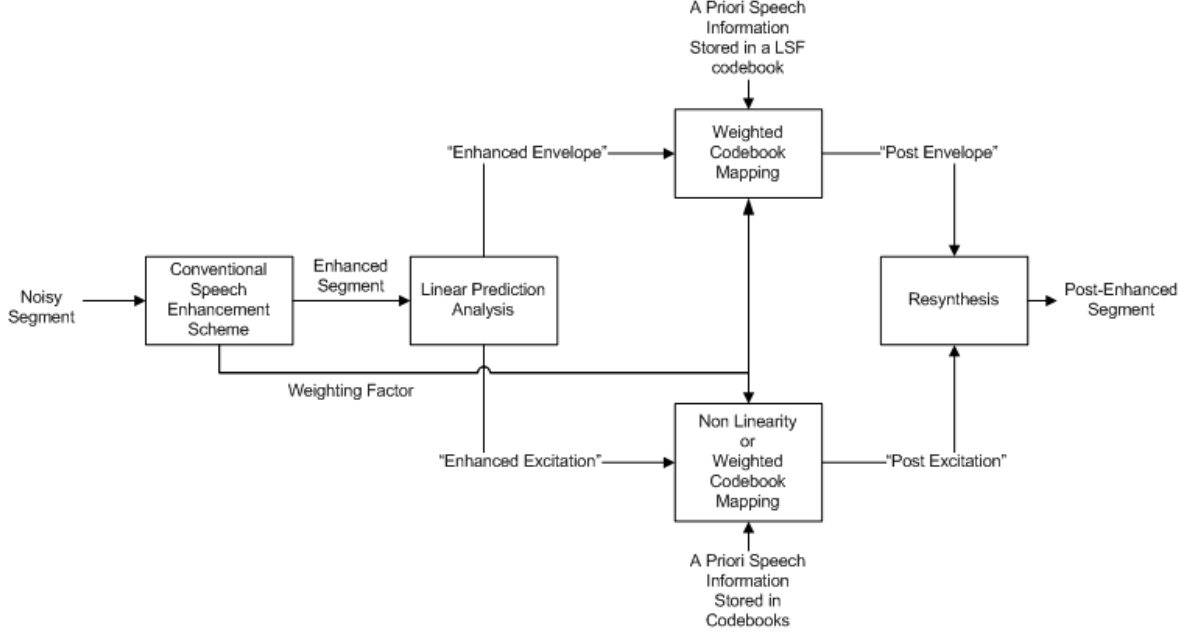 A Priori Speech
Information
Stored in a LSF
codebook
Weighted
Codebook
Mapping
“Enhanced Envelope”
“Post Envelope”
Noisy
Segment
Conventional
Speech
Enhancement
Scheme
Enhanced
Segment
Linear Prediction
Analysis
Resynthesis
Post-Enhanced
Segment
Weighting Factor
“Enhanced Excitation”
Non Linearity
or
Weighted
Codebook
Mapping
“Post Excitation”
A Priori Speech
Information
Stored in
Codebooks